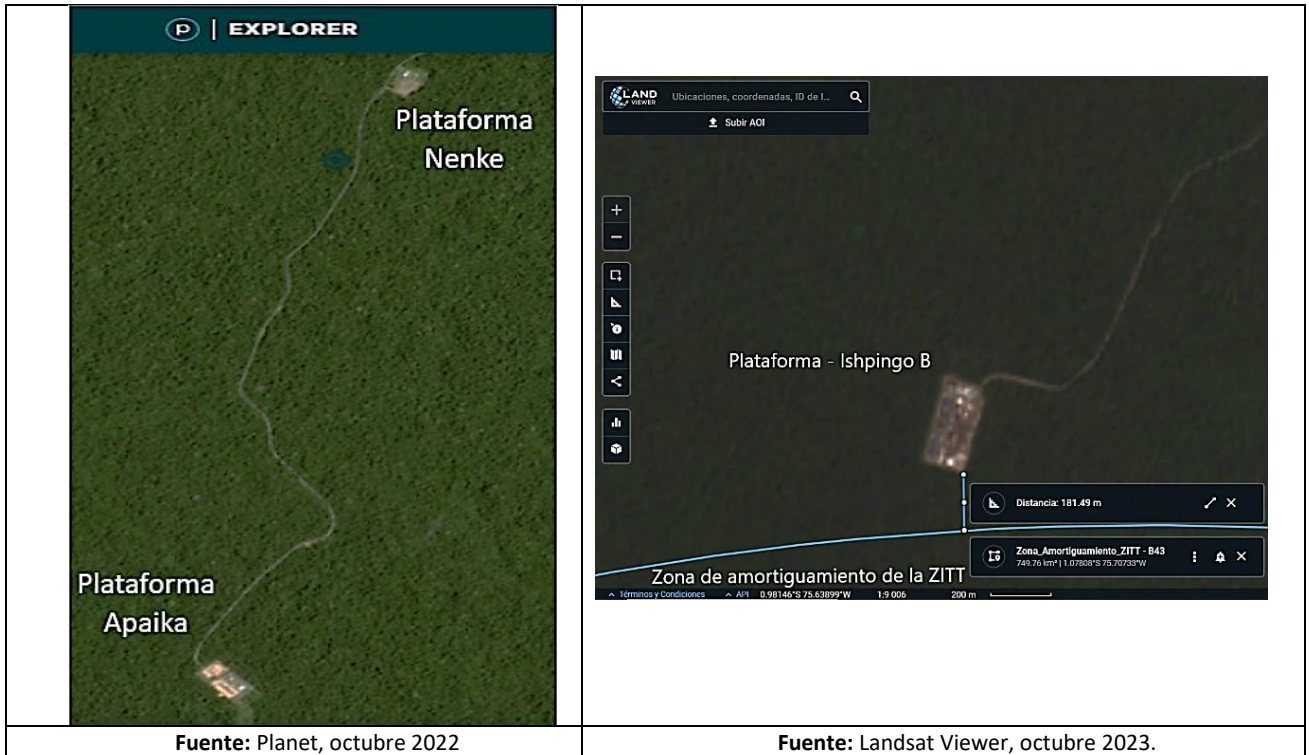 p | EXPLORER
Plataforma
Nenke
Plataforma
Apaika
Fuente: Planet, octubre 2022
LAND
VIEWER
Ubicaciones, coordenadas, ID de l...
Subir AOI
Plataforma - Ishpingo B
Distancia: 181.49 m
Zona_Amortiguamiento_ZITT - B43
749.76 km² | 1.07808°S 75.70733°W
Zona de amortiguamiento de la ZITT
Términos y Condiciones API 0.98146°S 75.63899°W 1:9 006 200 m
Fuente: Landsat Viewer, octubre 2023.